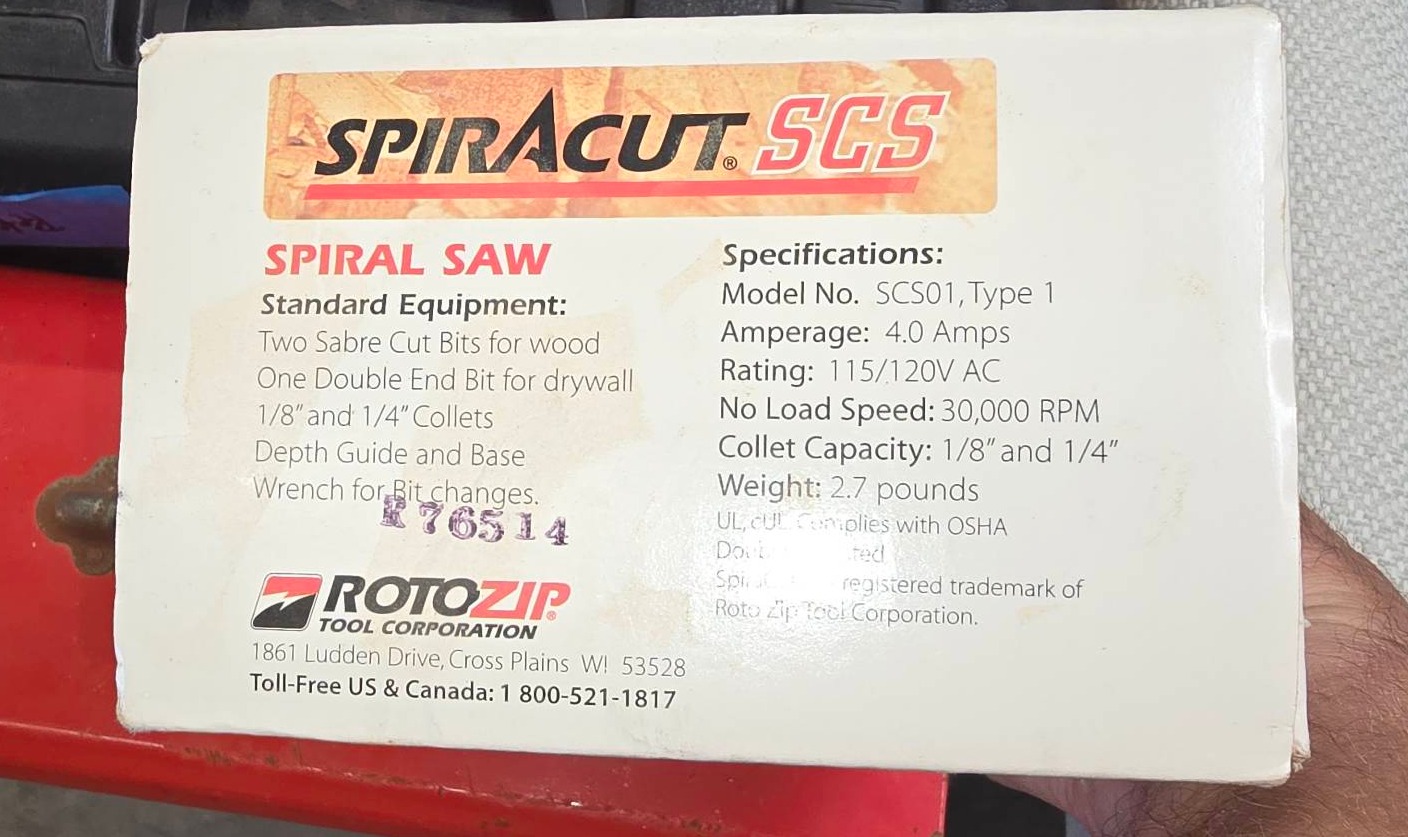 SPIRACUT® SCS
SPIRAL SAW
Standard Equipment:
Two Sabre Cut Bits for wood
One Double End Bit for drywall
1/8" and 1/4" Collets
Depth Guide and Base
Wrench for Bit changes.
R76514
ROTOZIP®
TOOL CORPORATION
1861 Ludden Drive, Cross Plains WI 53528
Toll-Free US & Canada: 1 800-521-1817
Specifications:
Model No. SCS01, Type 1
Amperage: 4.0 Amps
Rating: 115/120V AC
No Load Speed: 30,000 RPM
Collet Capacity: 1/8" and 1/4"
Weight: 2.7 pounds
UL, cUL Complies with OSHA
registered trademark of
Roto Zip Tool Corporation.